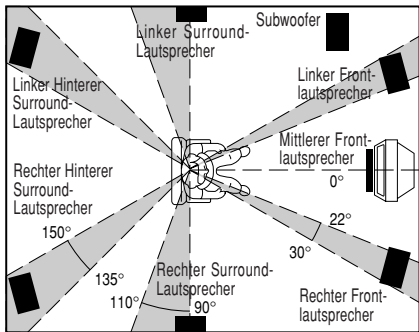 Linker Surround-
Lautsprecher
Subwoofer
Linker Hinterer
Surround-
Lautsprecher
Linker Front-
lautsprecher
Mittlerer Front-
lautsprecher
0°
Rechter Hinterer
Surround-
Lautsprecher
150°
135°
110°
90°
22°
30°
Rechter Surround-
Lautsprecher
Rechter Front-
lautsprecher